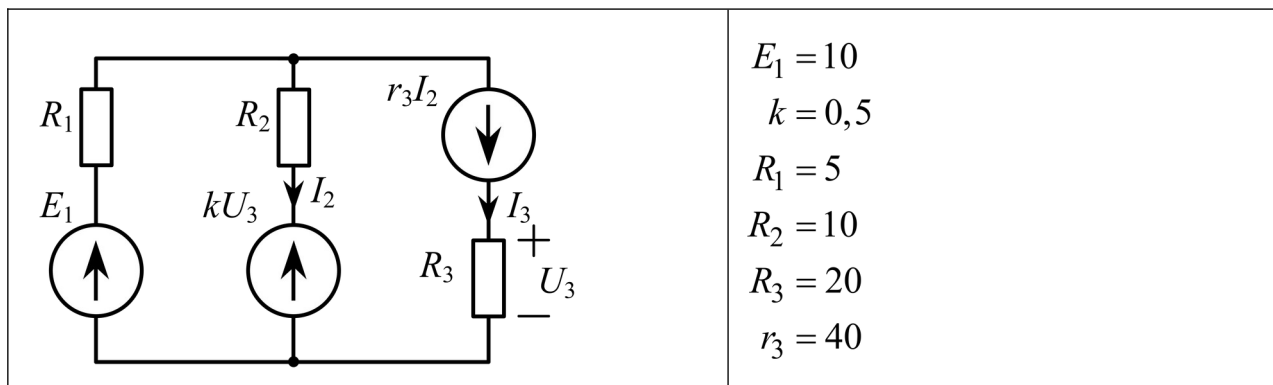 r₃I₂
R₁
R₂
E₁
kU₃
I₂
I₃
R₃
+
U₃
−
E₁ = 10
k = 0,5
R₁ = 5
R₂ = 10
R₃ = 20
r₃ = 40